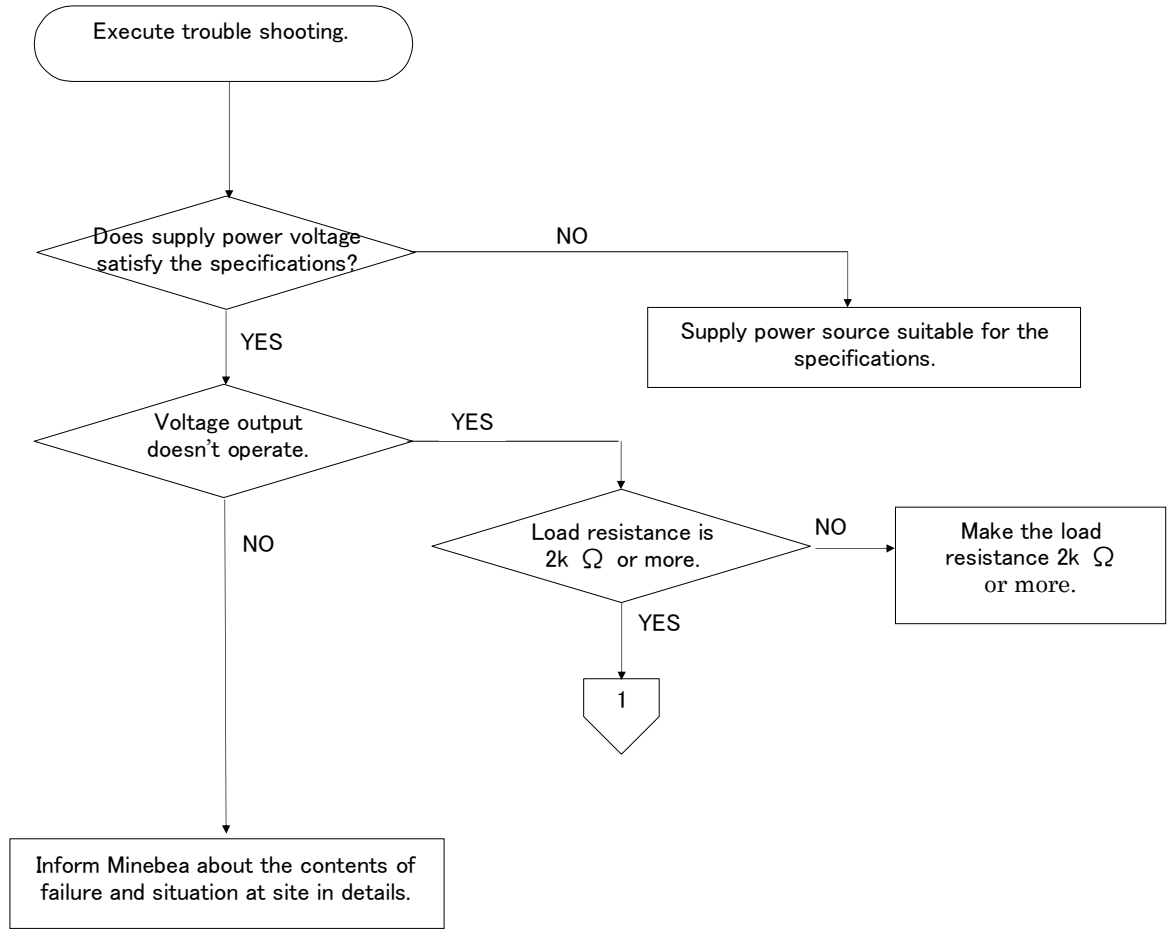 Execute trouble shooting.
Does supply power voltage
satisfy the specifications?
NO
Supply power source suitable for the
specifications.
YES
Voltage output
doesn't operate.
YES
Load resistance is
2k Ω or more.
NO
Make the load
resistance 2k Ω
or more.
NO
YES
1
Inform Minebea about the contents of
failure and situation at site in details.